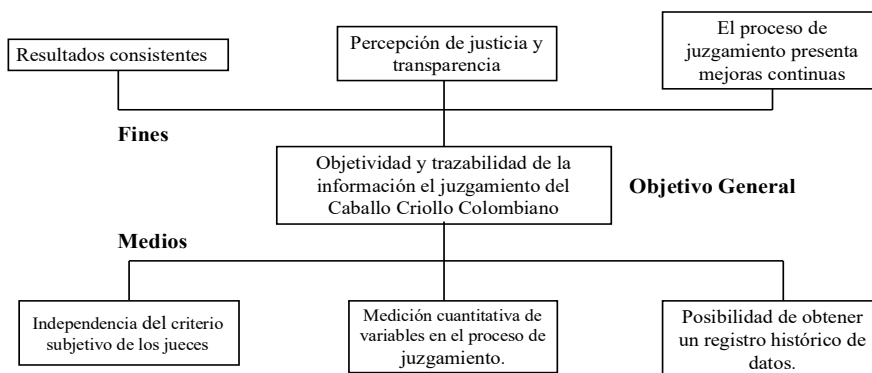 Resultados consistentes
Percepción de justicia y
transparencia
El proceso de
juzgamiento presenta
mejoras continuas
Fines
Objetividad y trazabilidad de la
información el juzgamiento del
Caballo Criollo Colombiano
Objetivo General
Medios
Independencia del criterio
subjetivo de los jueces
Medición cuantitativa de
variables en el proceso de
juzgamiento.
Posibilidad de obtener
un registro histórico de
datos.